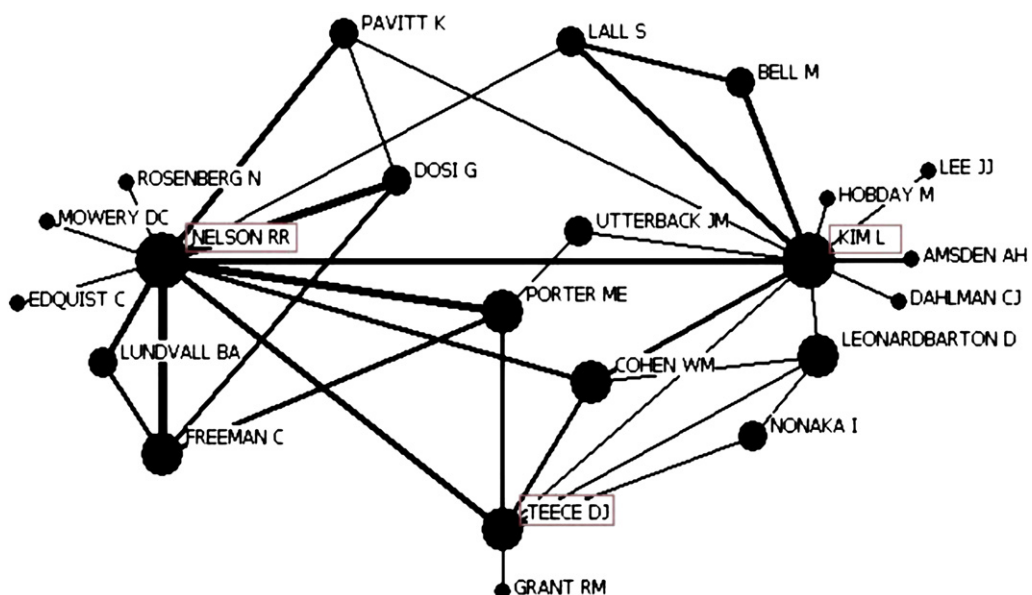 PAVITT K
LALL S
BELL M
DOSI G
LEE JJ
ROSENBERG N
HOBDAY M
MOWERY DC
UTTERBACK JM
NELSON RR
KIM L
AMSDEN AH
EDQUIST C
PORTER ME
DAHLMAN CJ
LUNDVALL BA
LEONARDBARTON D
COHEN WM
NONAKA I
FREEMAN C
TEECE DJ
GRANT RM